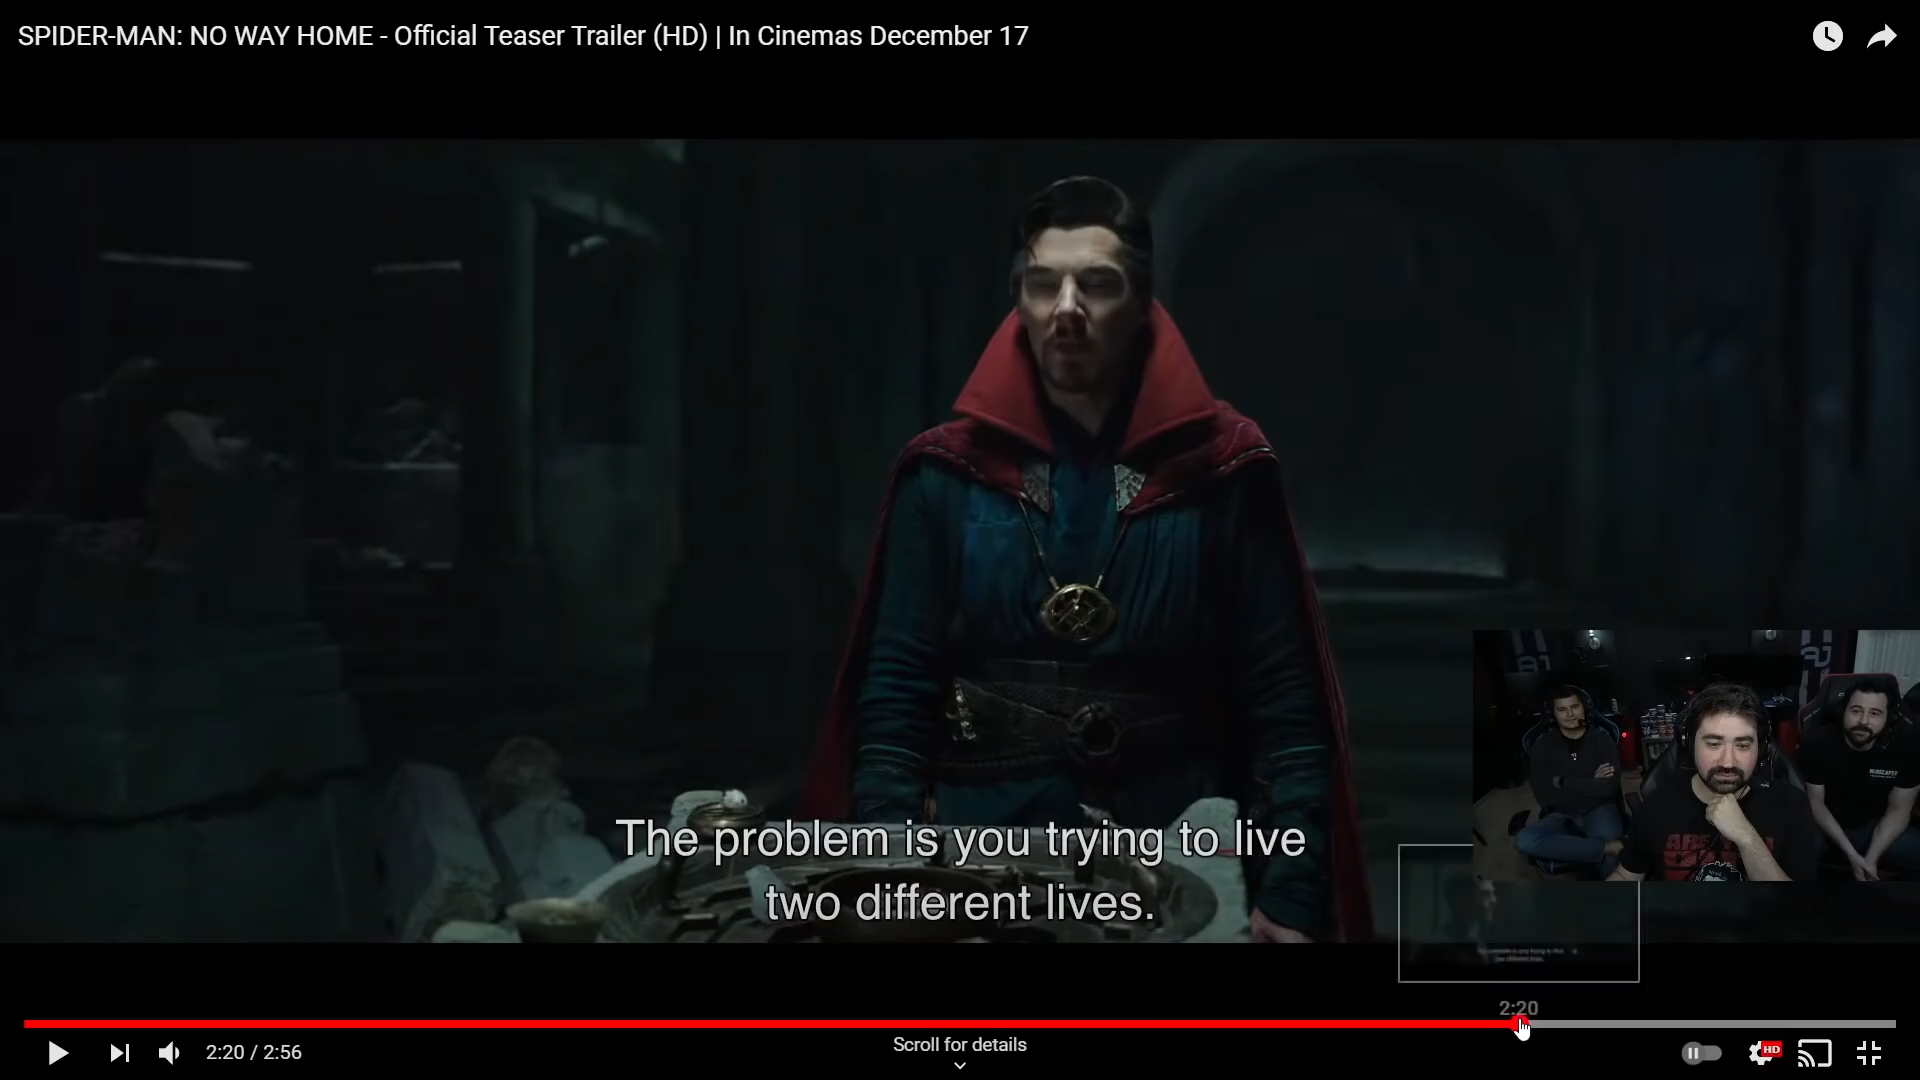 SPIDER-MAN: NO WAY HOME - Official Teaser Trailer (HD) | In Cinemas December 17
The problem is you trying to live
two different lives.
2:20
2:20 / 2:56
Scroll for details
HD